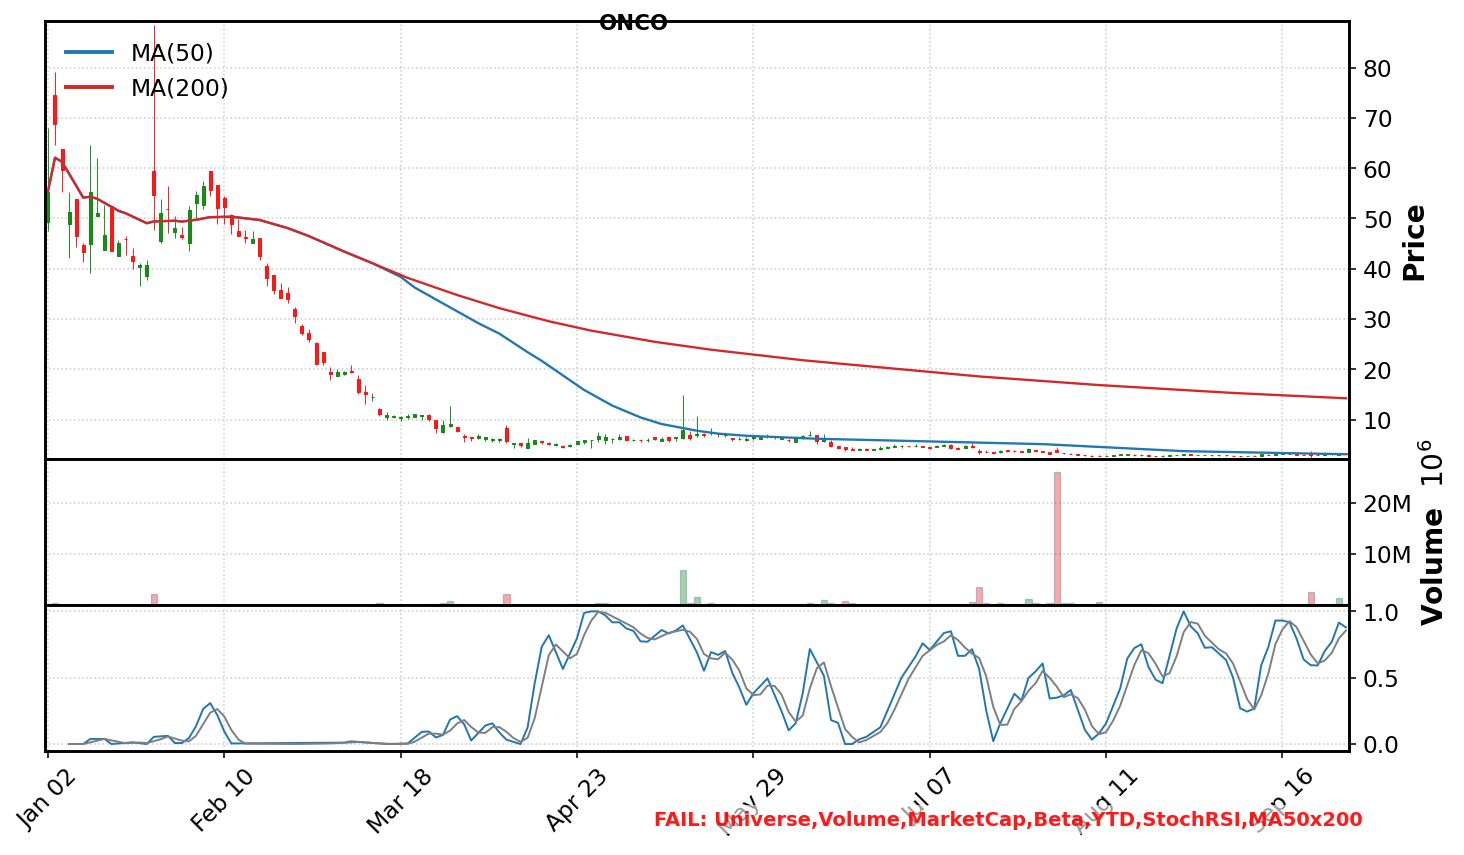 ONCO
MA(50)
MA(200)
80
70
60
50
40
30
20
10
Price
10^6
20M
10M
Volume
1.0
0.5
0.0
Jan 02
Feb 10
Mar 18
Apr 23
May 29
Jul 07
Aug 11
Sep 16
FAIL: Universe,Volume,MarketCap,Beta,YTD,StochRSI,MA50x200